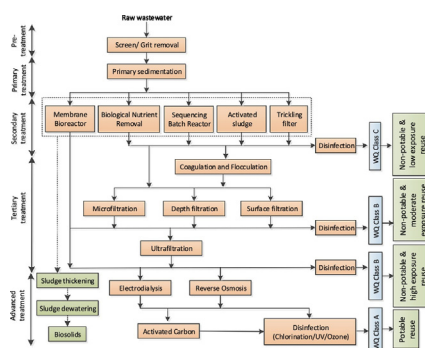 Raw wastewater
Pre-
treatment
Screen/ Grit removal
Primary
treatment
Primary sedimentation
Secondary
treatment
Membrane
Bioreactor
Biological Nutrient
Removal
Sequencing
Batch Reactor
Activated
sludge
Trickling
filter
Disinfection
WQ Class C
Non-potable &
low exposure
reuse
Tertiary
treatment
Coagulation and Flocculation
Microfiltration
Depth filtration
Surface filtration
Disinfection
WQ Class B
Non-potable &
moderate
exposure reuse
Ultrafiltration
Disinfection
WQ Class B
Non-potable &
high exposure
reuse
Advanced
treatment
Sludge thickening
Sludge dewatering
Biosolids
Electrodialysis
Reverse Osmosis
Activated Carbon
Disinfection
(Chlorination/UV/Ozone)
WQ Class A
Potable
reuse